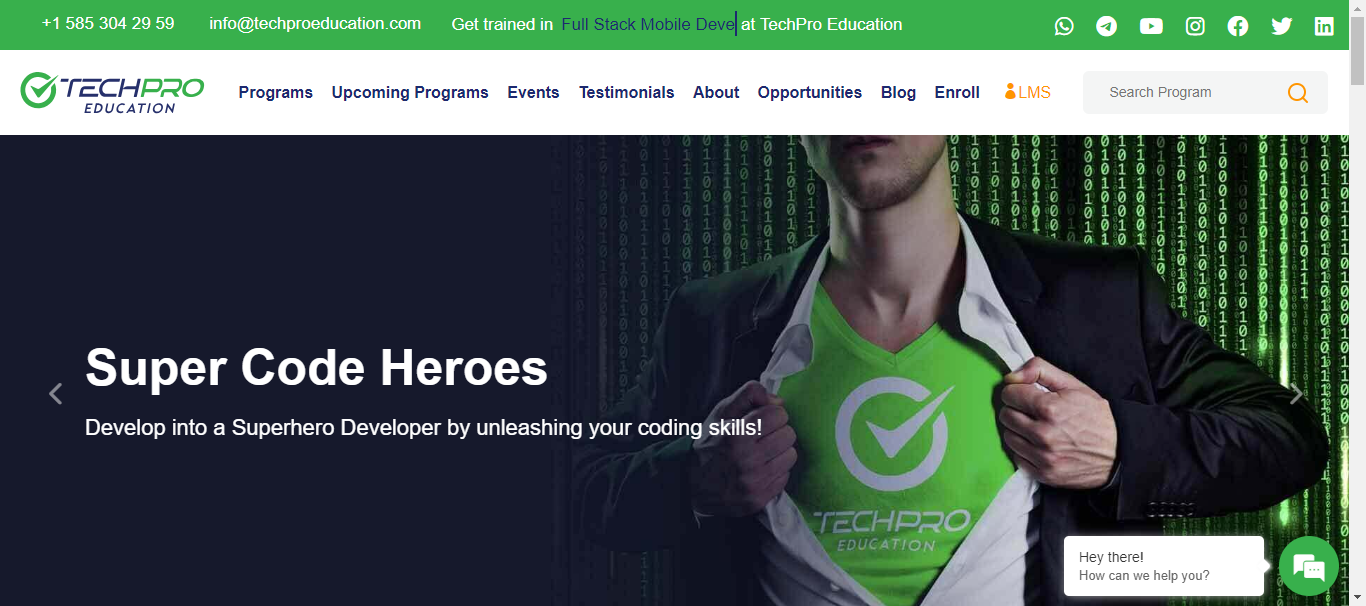 +1 585 304 29 59 info@techproeducation.com Get trained in Full Stack Mobile Deve at TechPro Education
TECHPRO
EDUCATION
Programs Upcoming Programs Events Testimonials About Opportunities Blog Enroll LMS Search Program
Super Code Heroes
Develop into a Superhero Developer by unleashing your coding skills!
TECHPRO
EDUCATION
Hey there!
How can we help you?